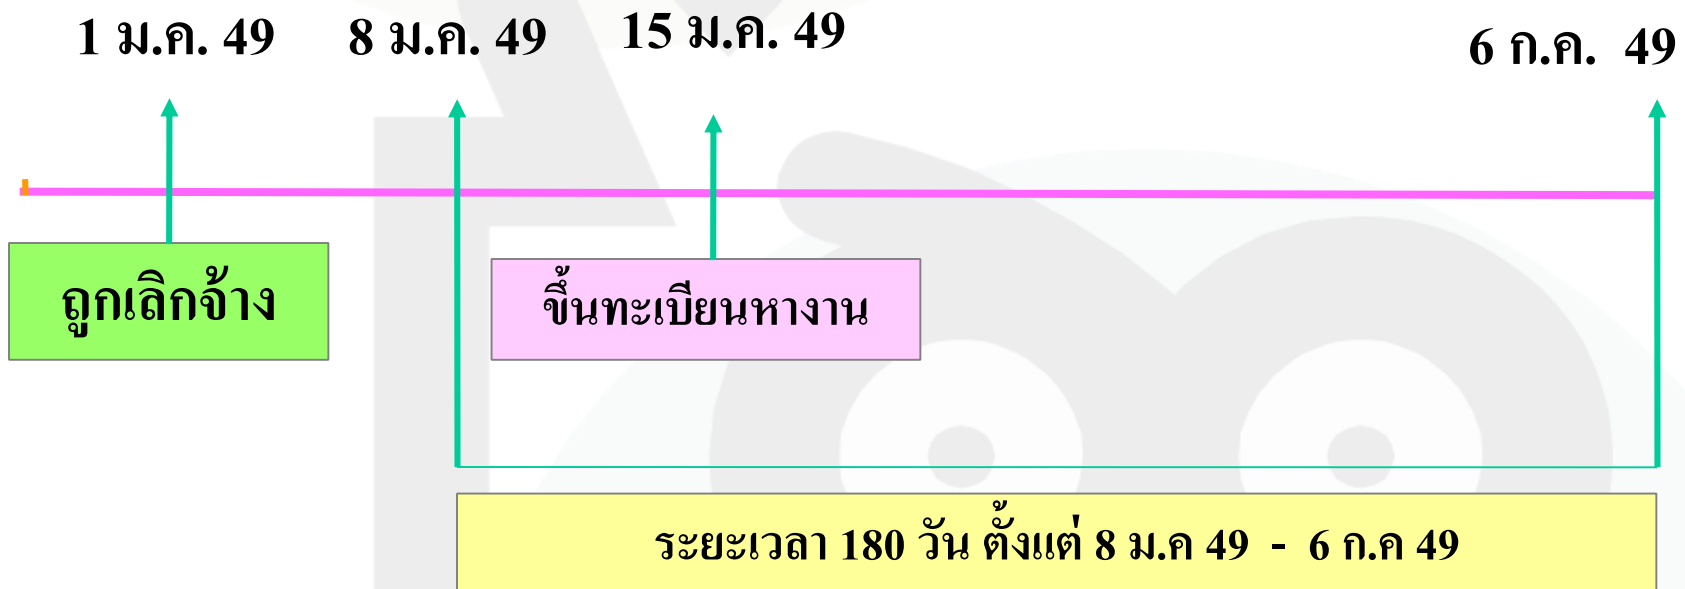 1 ม.ค. 49 8 ม.ค. 49 15 ม.ค. 49 6 ก.ค. 49
ถูกเลิกจ้าง
ขึ้นทะเบียนหางาน
ระยะเวลา 180 วัน ตั้งแต่ 8 ม.ค 49 - 6 ก.ค 49